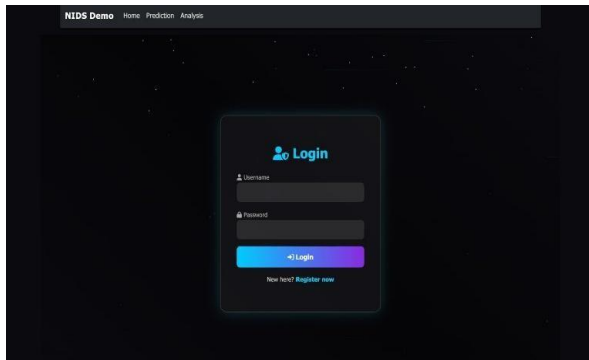 NIDS Demo Home Prediction Analysis
Login
Username
Password
Login
New here? Register now